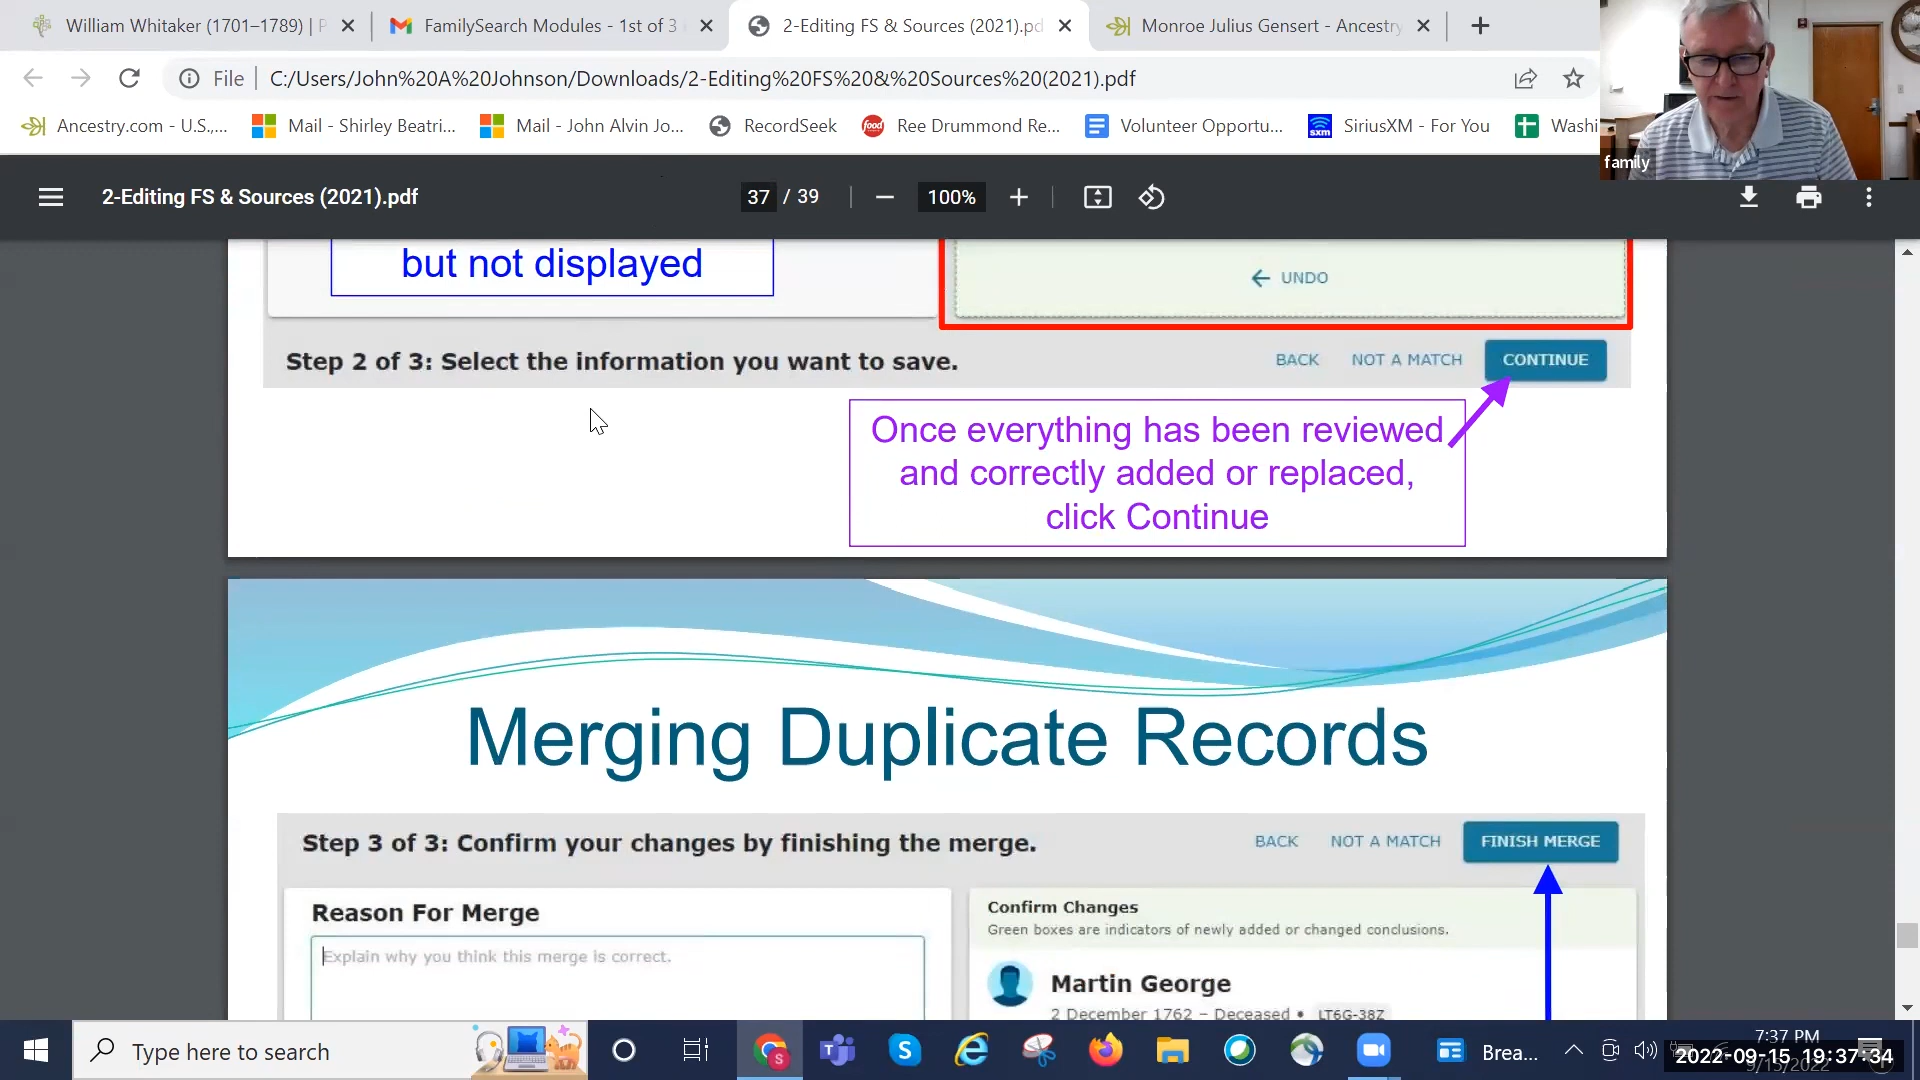 William Whitaker (1701–1789) | F
FamilySearch Modules - 1st of 3
2-Editing FS & Sources (2021).pd
Monroe Julius Gensert - Ancestry
File
C:/Users/John%20A%20Johnson/Downloads/2-Editing%20FS%20&%20Sources%20(2021).pdf
Ancestry.com - U.S.,...
Mail - Shirley Beatri...
Mail - John Alvin Jo...
RecordSeek
food
Ree Drummond Re...
Volunteer Opportu...
sxm
SiriusXM - For You
Washi
family
2-Editing FS & Sources (2021).pdf
37 / 39
100%
but not displayed
UNDO
Step 2 of 3: Select the information you want to save.
BACK
NOT A MATCH
CONTINUE
Once everything has been reviewed
and correctly added or replaced,
click Continue
Merging Duplicate Records
Step 3 of 3: Confirm your changes by finishing the merge.
BACK
NOT A MATCH
FINISH MERGE
Reason For Merge
Explain why you think this merge is correct.
Confirm Changes
Green boxes are indicators of newly added or changed conclusions.
Martin George
2 December 1762 – Deceased • LT6G-38Z
Type here to search
Brea...
7:37 PM
9/15/2022
2022-09-15 19:37:34